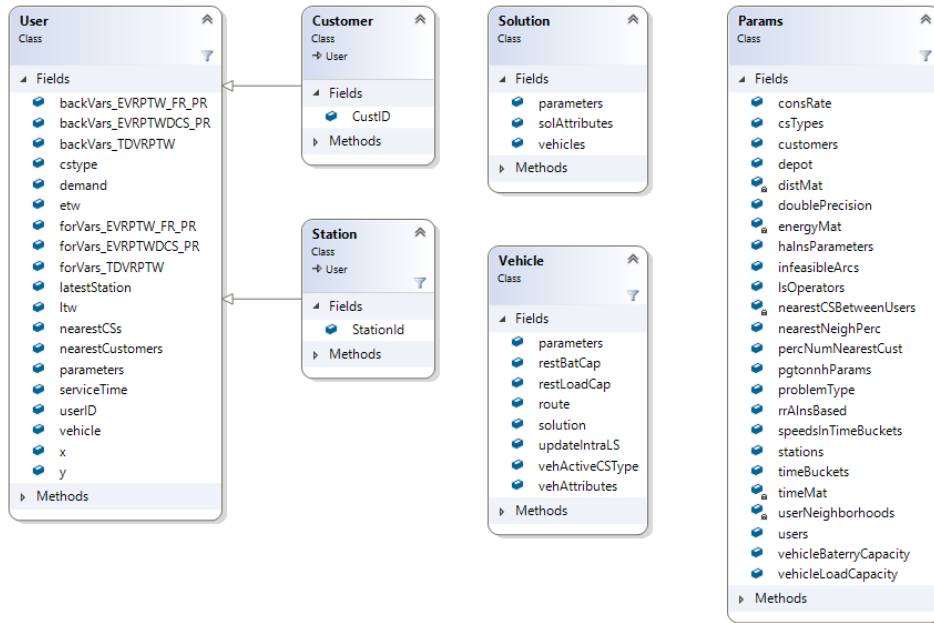 User
Class
Fields
backVars_EVRPTW_FR_PR
backVars_EVRPTWDCS_PR
backVars_TDVRPTW
cstype
demand
etw
forVars_EVRPTW_FR_PR
forVars_EVRPTWDCS_PR
forVars_TDVRPTW
latestStation
ltw
nearestCSs
nearestCustomers
parameters
serviceTime
userID
vehicle
x
y
Methods
Customer
Class
User
Fields
CustID
Methods
Station
Class
User
Fields
StationId
Methods
Solution
Class
Fields
parameters
solAttributes
vehicles
Methods
Vehicle
Class
Fields
parameters
restBatCap
restLoadCap
route
solution
updateIntraLS
vehActiveCSType
vehAttributes
Methods
Params
Class
Fields
consRate
csTypes
customers
depot
distMat
doublePrecision
energyMat
halnsParameters
infeasibleArcs
lsOperators
nearestCSBetweenUsers
nearestNeighPerc
percNumNearestCust
pgtonnhParams
problemType
rrAlnsBased
speedsInTimeBuckets
stations
timeBuckets
timeMat
userNeighborhoods
users
vehicleBaterryCapacity
vehicleLoadCapacity
Methods